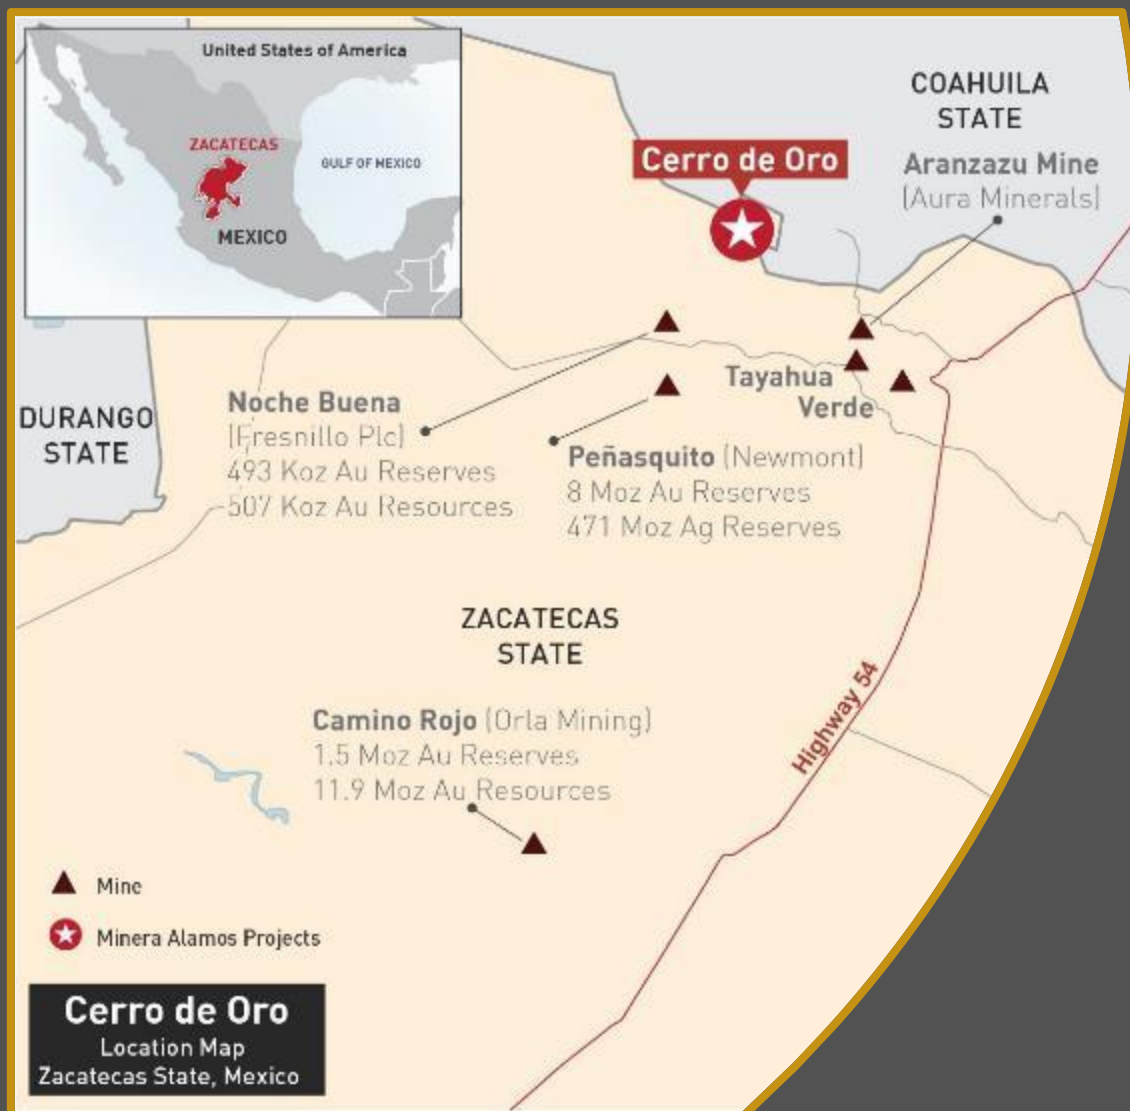 United States of America
ZACATECAS
GULF OF MEXICO
MEXICO
COAHUILA
STATE
Cerro de Oro
Aranzazu Mine
(Aura Minerals)
DURANGO
STATE
Noche Buena
(Fresnillo Plc)
493 Koz Au Reserves
507 Koz Au Resources
Tayahua
Verde
Peñasquito (Newmont)
8 Moz Au Reserves
471 Moz Ag Reserves
ZACATECAS
STATE
Camino Rojo (Orla Mining)
1.5 Moz Au Reserves
11.9 Moz Au Resources
Highway 54
Mine
Minera Alamos Projects
Cerro de Oro
Location Map
Zacatecas State, Mexico